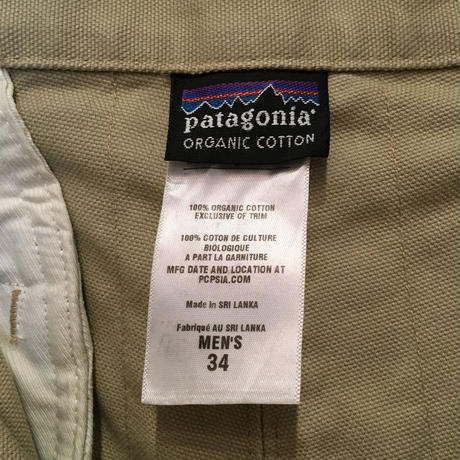 patagonia®
ORGANIC COTTON
100% ORGANIC COTTON
EXCLUSIVE OF TRIM
100% COTON DE CULTURE
BIOLOGIQUE
A PART LA GARNITURE
MFG DATE AND LOCATION AT
PCPSIA.COM
Made in SRI LANKA
Fabriqué AU SRI LANKA
MEN'S
34